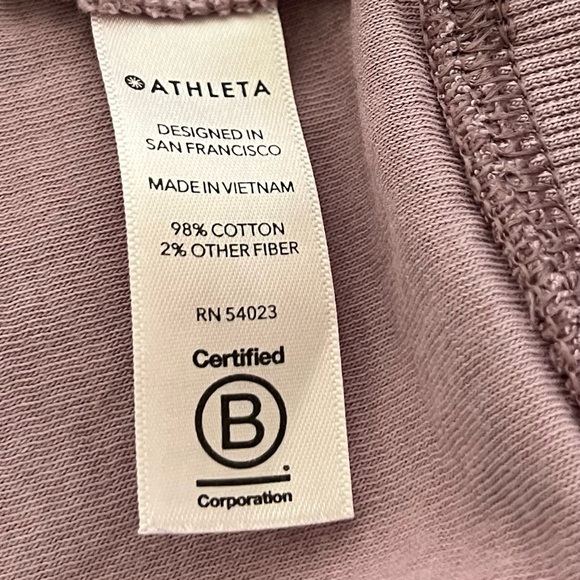 ATHLETA
DESIGNED IN
SAN FRANCISCO
MADE IN VIETNAM
98% COTTON
2% OTHER FIBER
RN 54023
Certified
B
Corporation